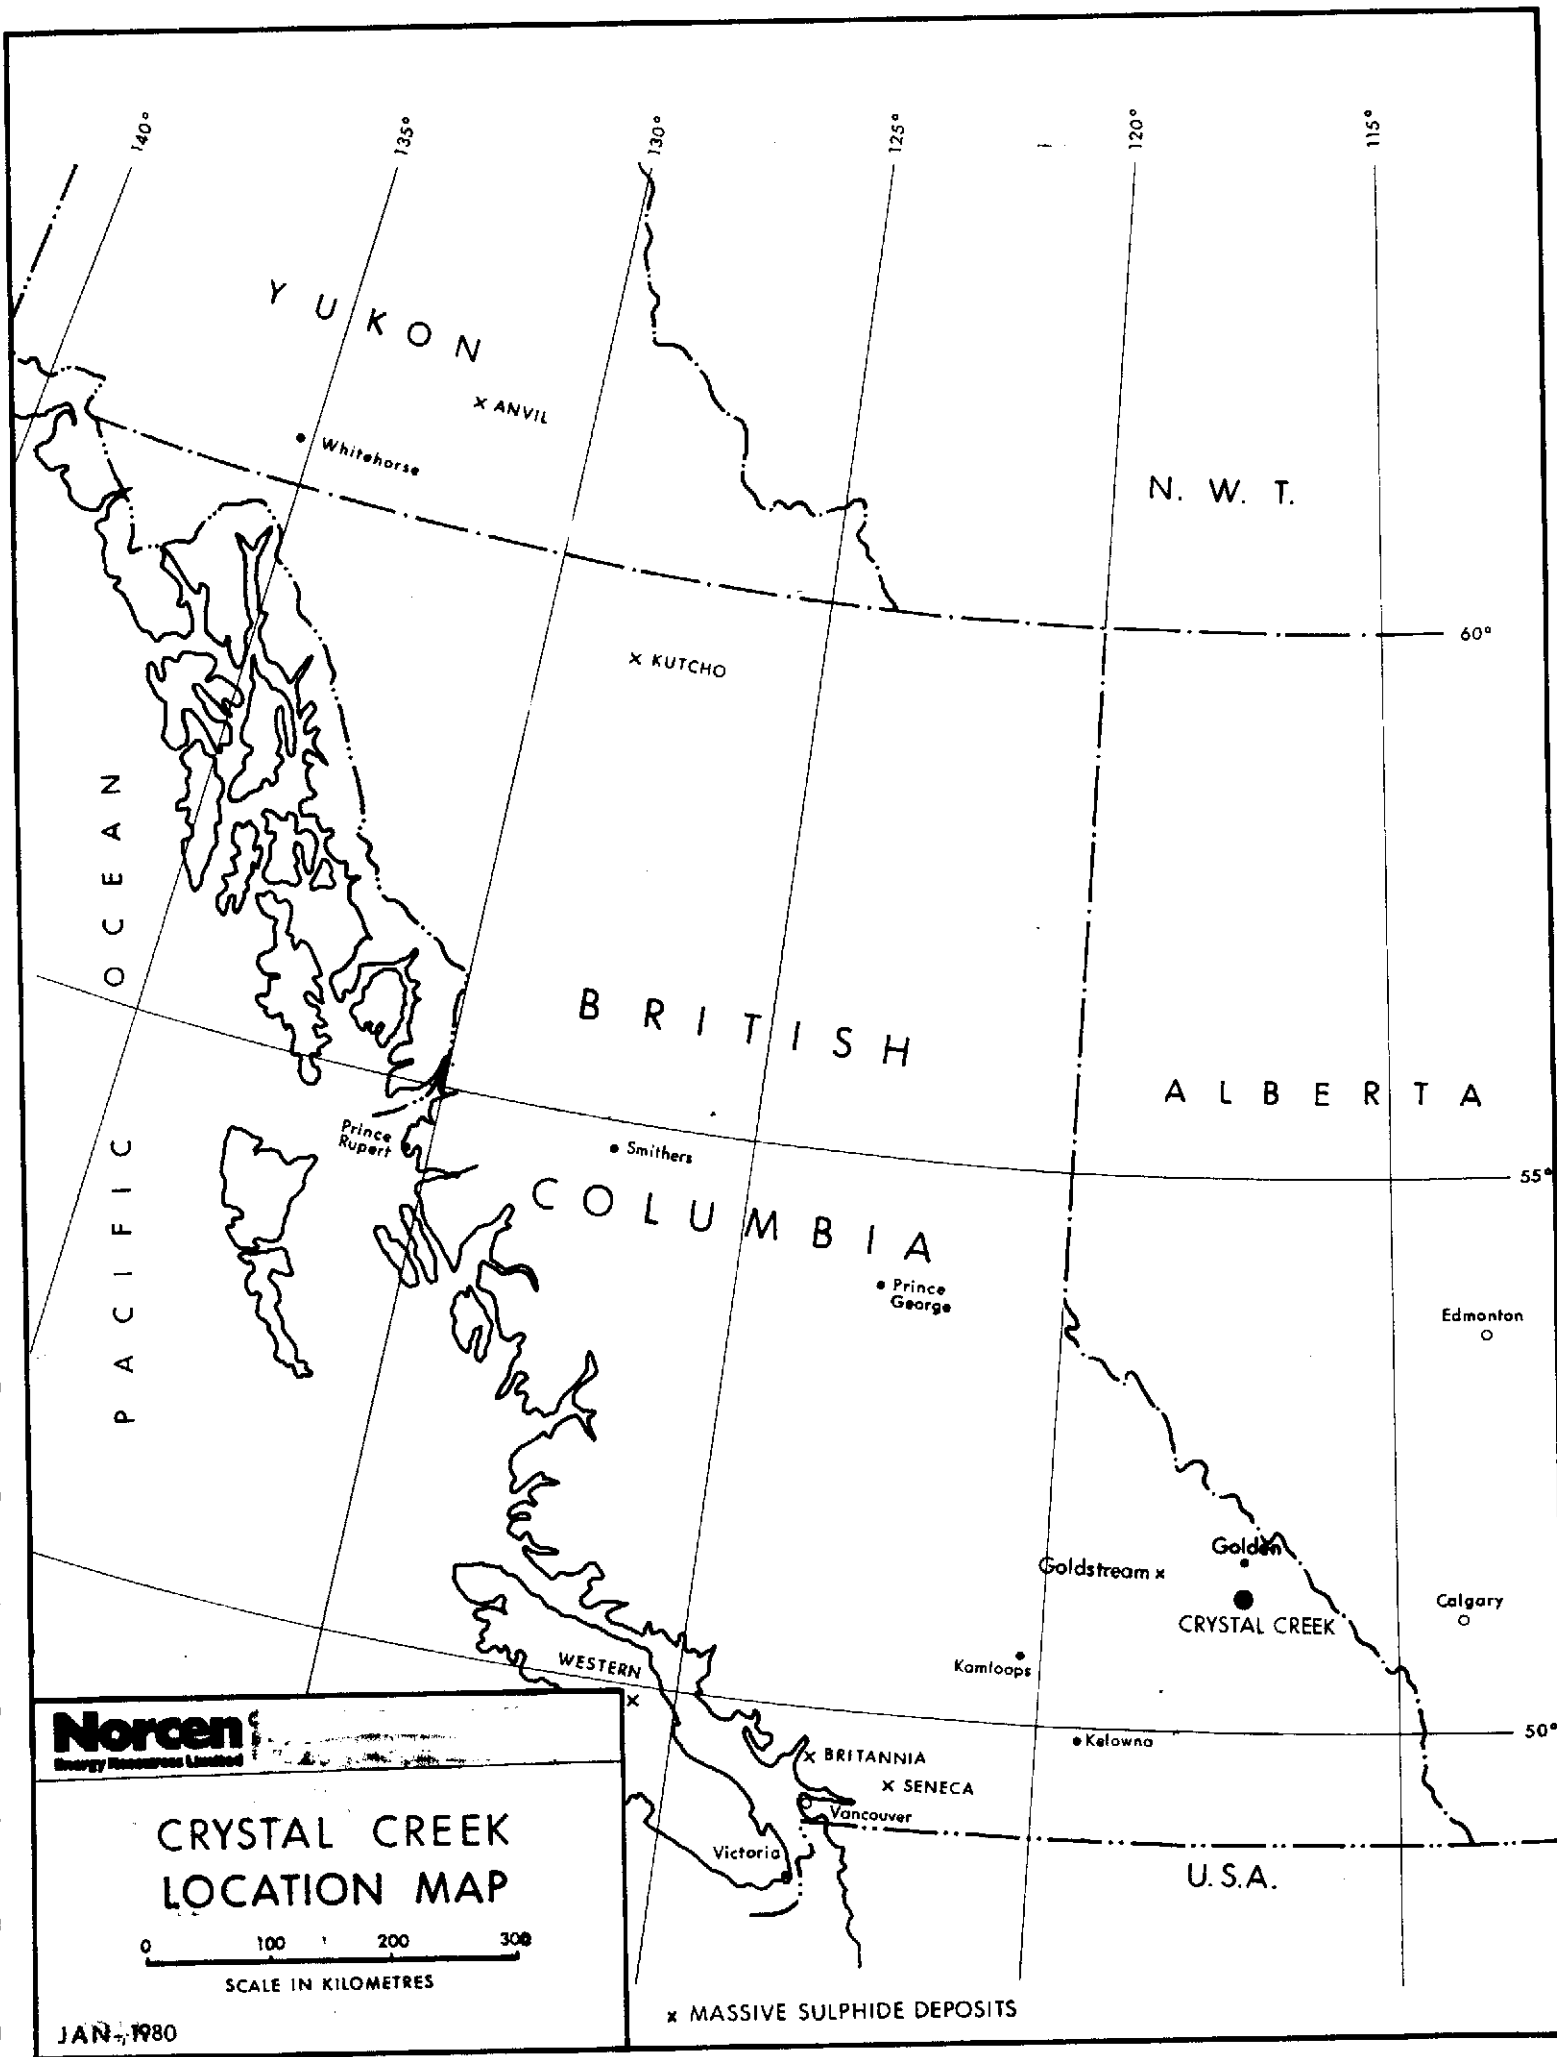 140°
135°
130°
125°
120°
115°
YUKON
x ANVIL
Whitehorse
N. W. T.
60°
x KUTCHO
PACIFIC OCEAN
BRITISH
ALBERTA
Prince
Rupert
Smithers
55°
COLUMBIA
Prince
George
Edmonton
Golden
Goldstream x
CRYSTAL CREEK
Calgary
Kamloops
WESTERN
x
50°
Kelowna
x BRITANNIA
x SENECA
Vancouver
Victoria
U.S.A.
Norcen
Energy Resources Limited
CRYSTAL CREEK
LOCATION MAP
0 100 200 300
SCALE IN KILOMETRES
JAN., 1980
x MASSIVE SULPHIDE DEPOSITS